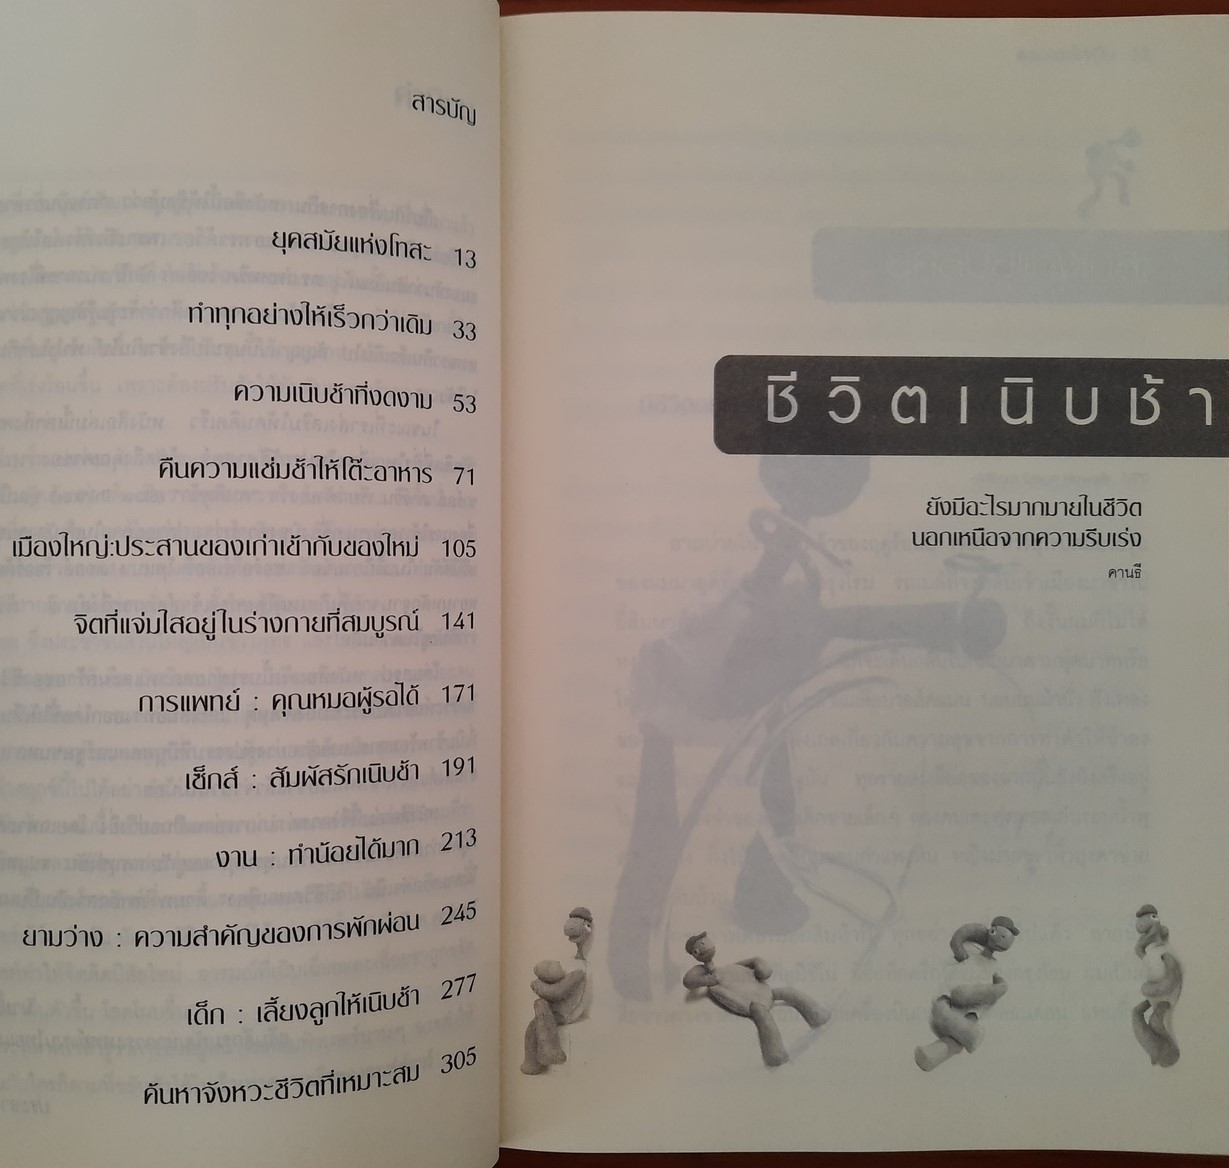 สารบัญ
ยุคสมัยแห่งโทสะ 13
ทำทุกอย่างให้เร็วกว่าเดิม 33
ความเนิบช้าที่งดงาม 53
คืนความแช่มช้าให้โต๊ะอาหาร 71
เมืองใหญ่:ประสานของเก่าเข้ากับของใหม่ 105
จิตที่แจ่มใสอยู่ในร่างกายที่สมบูรณ์ 141
การแพทย์ : คุณหมอผู้รอได้ 171
เซ็กส์ : สัมผัสรักเนิบช้า 191
งาน : ทำน้อยได้มาก 213
ยามว่าง : ความสำคัญของการพักผ่อน 245
เด็ก : เลี้ยงลูกให้เนิบช้า 277
ค้นหาจังหวะชีวิตที่เหมาะสม 305
ชีวิตเนิบช้า
ยังมีอะไรมากมายในชีวิต
นอกเหนือจากความรีบเร่ง
คานธี